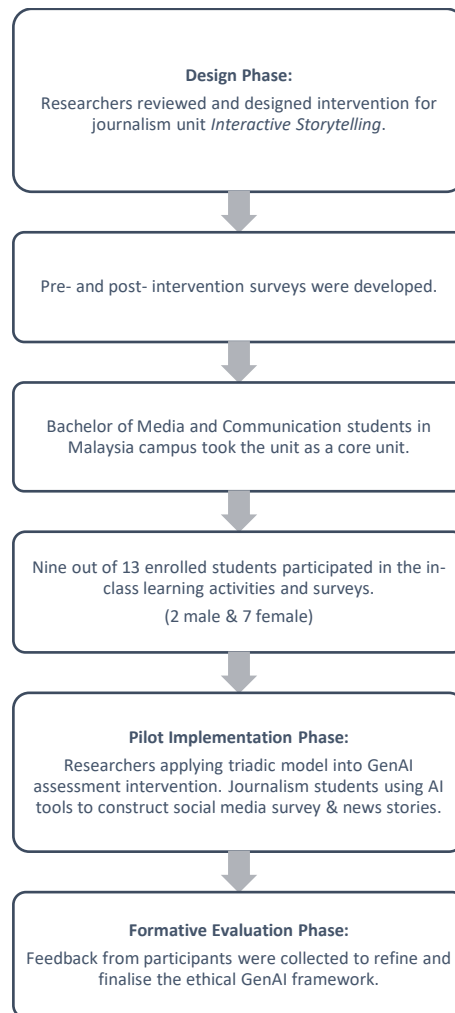 Design Phase:
Researchers reviewed and designed intervention for
journalism unit Interactive Storytelling.
Pre- and post- intervention surveys were developed.
Bachelor of Media and Communication students in
Malaysia campus took the unit as a core unit.
Nine out of 13 enrolled students participated in the in-
class learning activities and surveys.
(2 male & 7 female)
Pilot Implementation Phase:
Researchers applying triadic model into GenAI
assessment intervention. Journalism students using AI
tools to construct social media survey & news stories.
Formative Evaluation Phase:
Feedback from participants were collected to refine and
finalise the ethical GenAI framework.